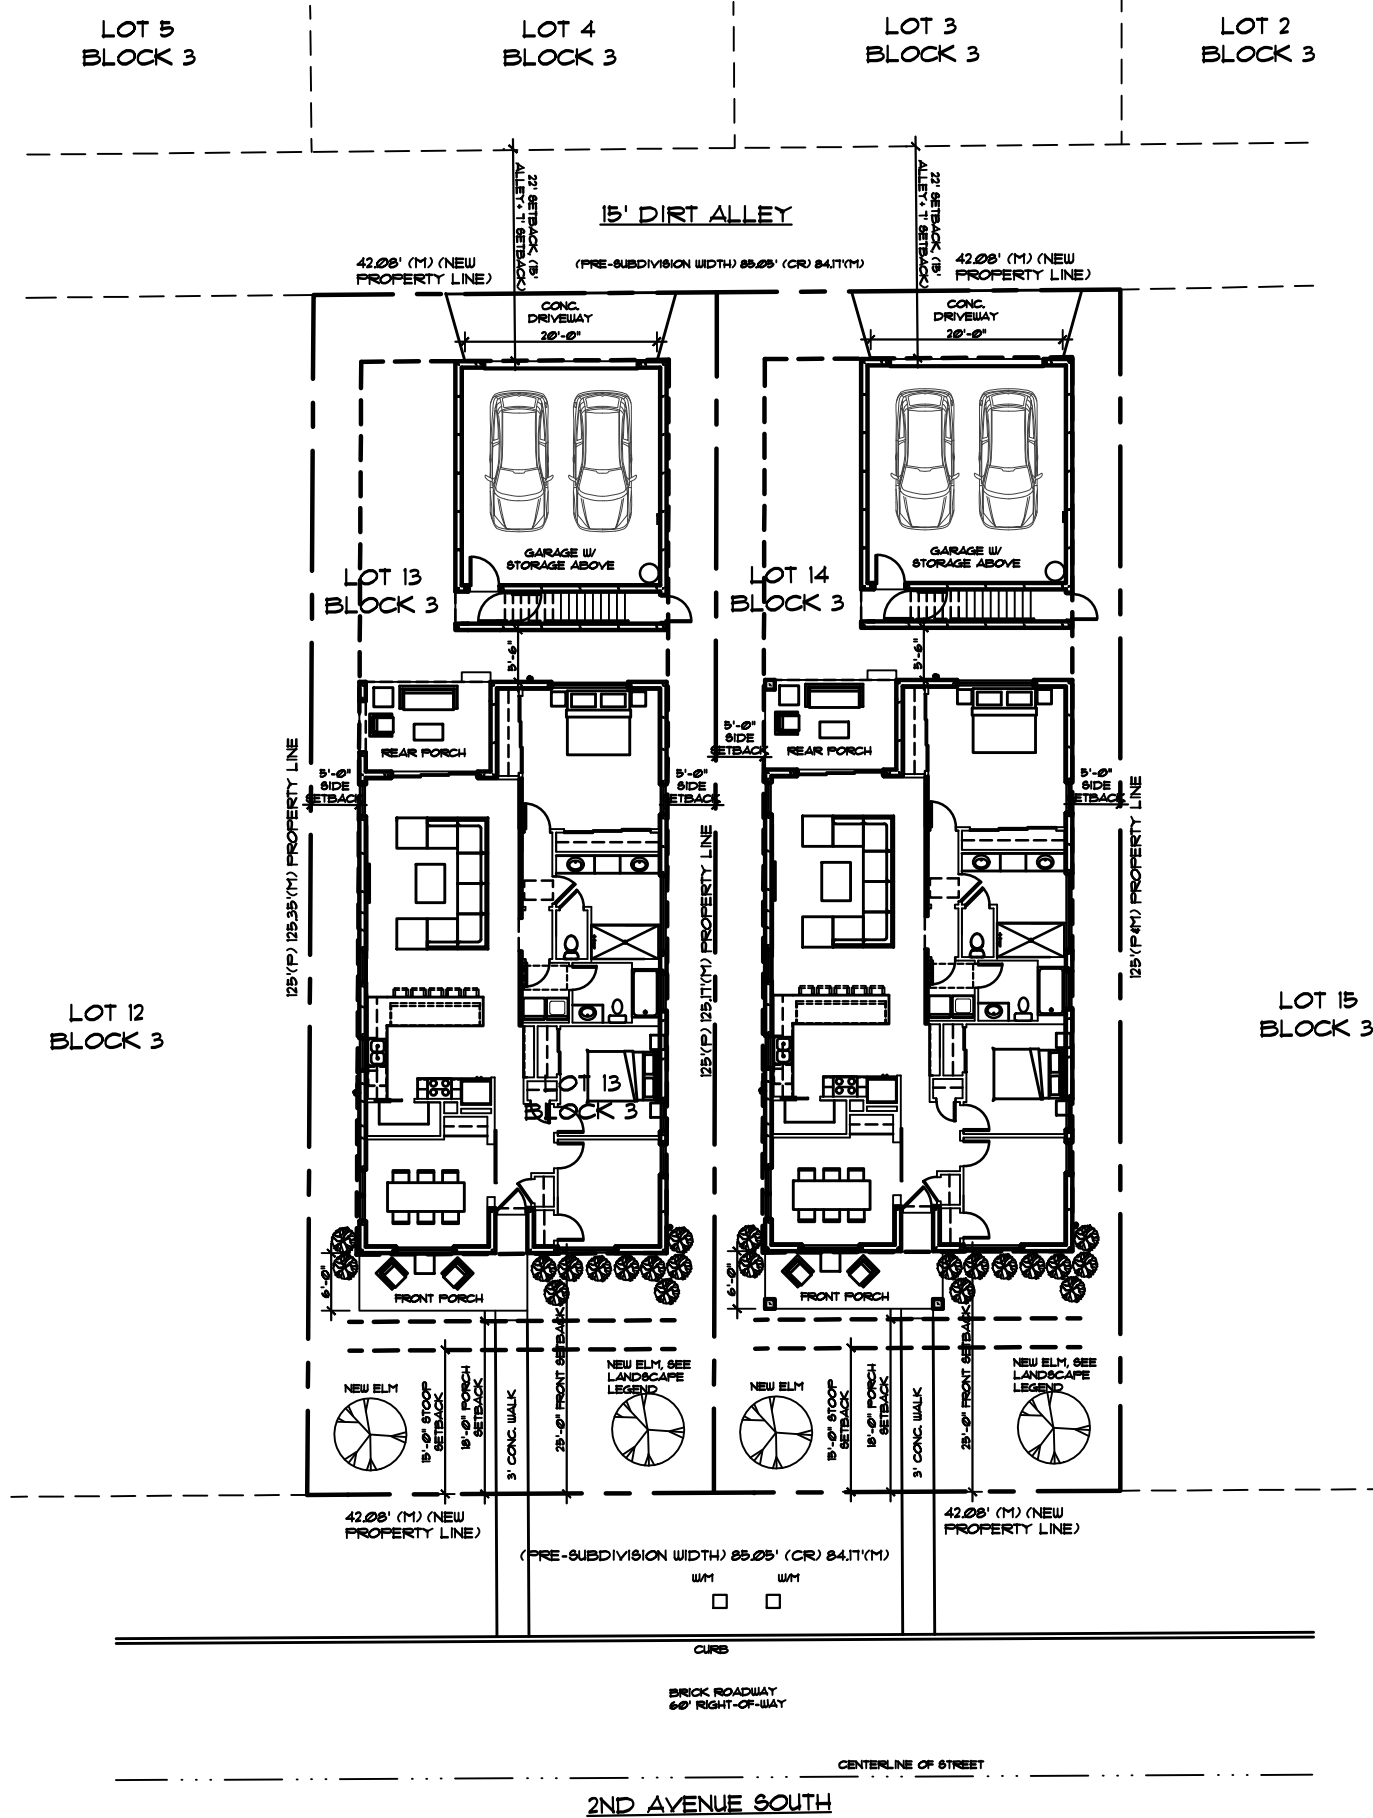 LOT 5
BLOCK 3
LOT 4
BLOCK 3
LOT 3
BLOCK 3
LOT 2
BLOCK 3
22' SETBACK, (15'
ALLEY+ 7' SETBACK)
15' DIRT ALLEY
22' SETBACK, (15'
ALLEY+ 7' SETBACK)
42.08' (M) (NEW
PROPERTY LINE)
(PRE-SUBDIVISION WIDTH) 85.05' (CR) 84.17'(M)
42.08' (M) (NEW
PROPERTY LINE)
CONC.
DRIVEWAY
20'-0"
CONC.
DRIVEWAY
20'-0"
GARAGE W/
STORAGE ABOVE
GARAGE W/
STORAGE ABOVE
LOT 13
BLOCK 3
LOT 14
BLOCK 3
5'-6"
5'-6"
REAR PORCH
REAR PORCH
5'-0"
SIDE
SETBACK
5'-0"
SIDE
SETBACK
5'-0"
SIDE
SETBACK
5'-0"
SIDE
SETBACK
125'(P) 125.35'(M) PROPERTY LINE
125'(P) 125.17'(M) PROPERTY LINE
125'(P&M) PROPERTY LINE
LOT 12
BLOCK 3
LOT 15
BLOCK 3
LOT 13
BLOCK 3
6'-0"
FRONT PORCH
6'-0"
FRONT PORCH
NEW ELM
15'-0" STOOP
SETBACK
18'-0" PORCH
SETBACK
3' CONC. WALK
25'-0" FRONT SETBACK
NEW ELM, SEE
LANDSCAPE
LEGEND
NEW ELM
15'-0" STOOP
SETBACK
18'-0" PORCH
SETBACK
3' CONC. WALK
25'-0" FRONT SETBACK
NEW ELM, SEE
LANDSCAPE
LEGEND
42.08' (M) (NEW
PROPERTY LINE)
42.08' (M) (NEW
PROPERTY LINE)
(PRE-SUBDIVISION WIDTH) 85.05' (CR) 84.17'(M)
W/M
W/M
CURB
BRICK ROADWAY
60' RIGHT-OF-WAY
CENTERLINE OF STREET
2ND AVENUE SOUTH